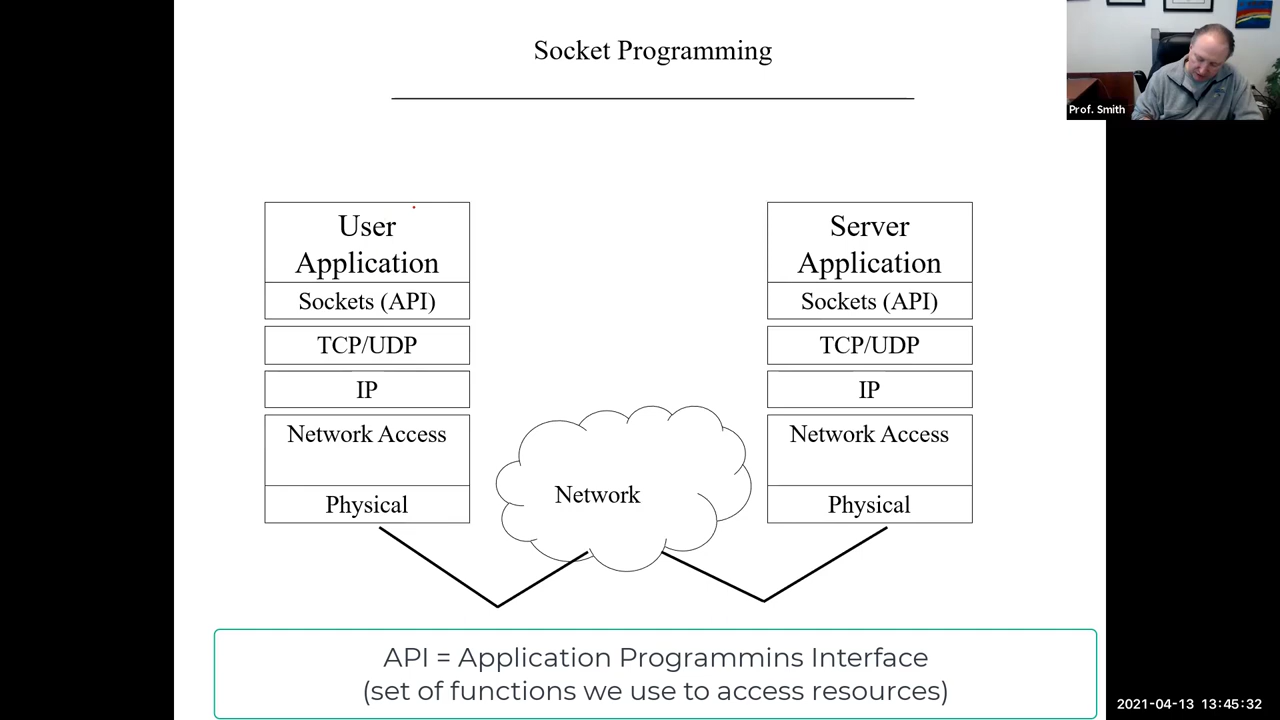 Socket Programming
Prof. Smith
User
Application
Sockets (API)
TCP/UDP
IP
Network Access
Physical
Network
Server
Application
Sockets (API)
TCP/UDP
IP
Network Access
Physical
API = Application Programmins Interface
(set of functions we use to access resources)
2021-04-13 13:45:32